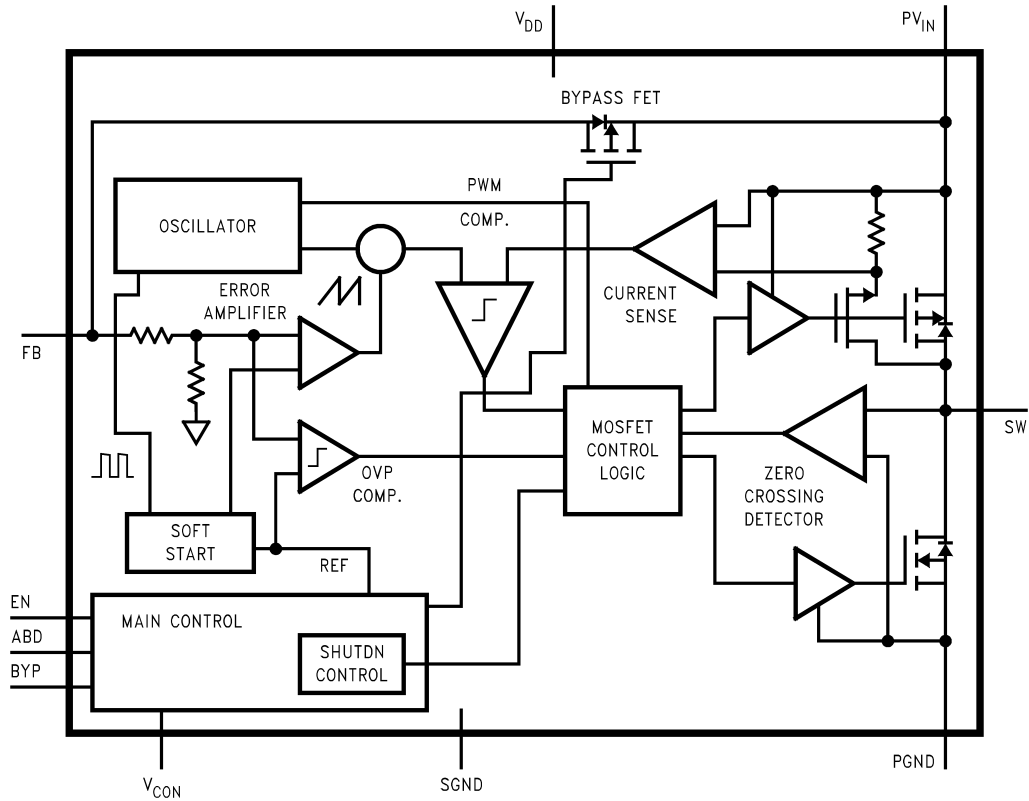 VDD
PVIN
BYPASS FET
PWM
COMP.
OSCILLATOR
ERROR
AMPLIFIER
CURRENT
SENSE
FB
SW
MOSFET
CONTROL
LOGIC
OVP
COMP.
ZERO
CROSSING
DETECTOR
SOFT
START
REF
EN
ABD
BYP
MAIN CONTROL
SHUTDN
CONTROL
PGND
VCON
SGND